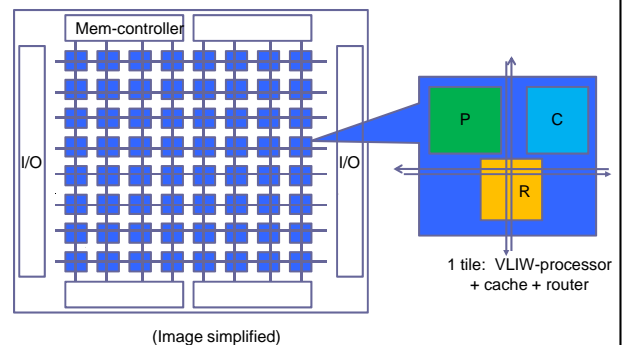 Mem-controller
I/O
I/O
P
C
R
1 tile: VLIW-processor
+ cache + router
(Image simplified)